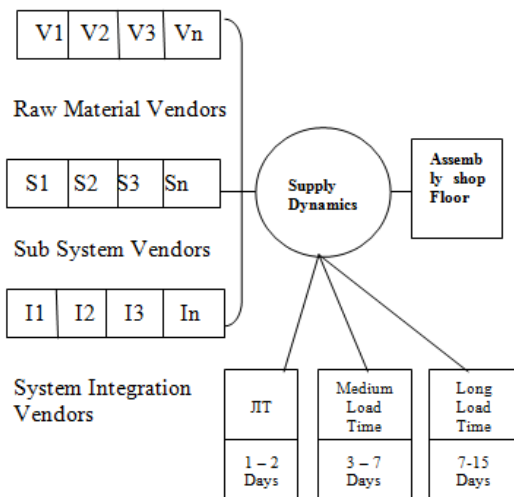 V1 V2 V3 Vn
Raw Material Vendors
S1 S2 S3 Sn
Sub System Vendors
I1 I2 I3 In
System Integration
Vendors
Supply
Dynamics
Assemb
ly shop
Floor
JIT
1 – 2
Days
Medium
Load
Time
3 – 7
Days
Long
Load
Time
7-15
Days